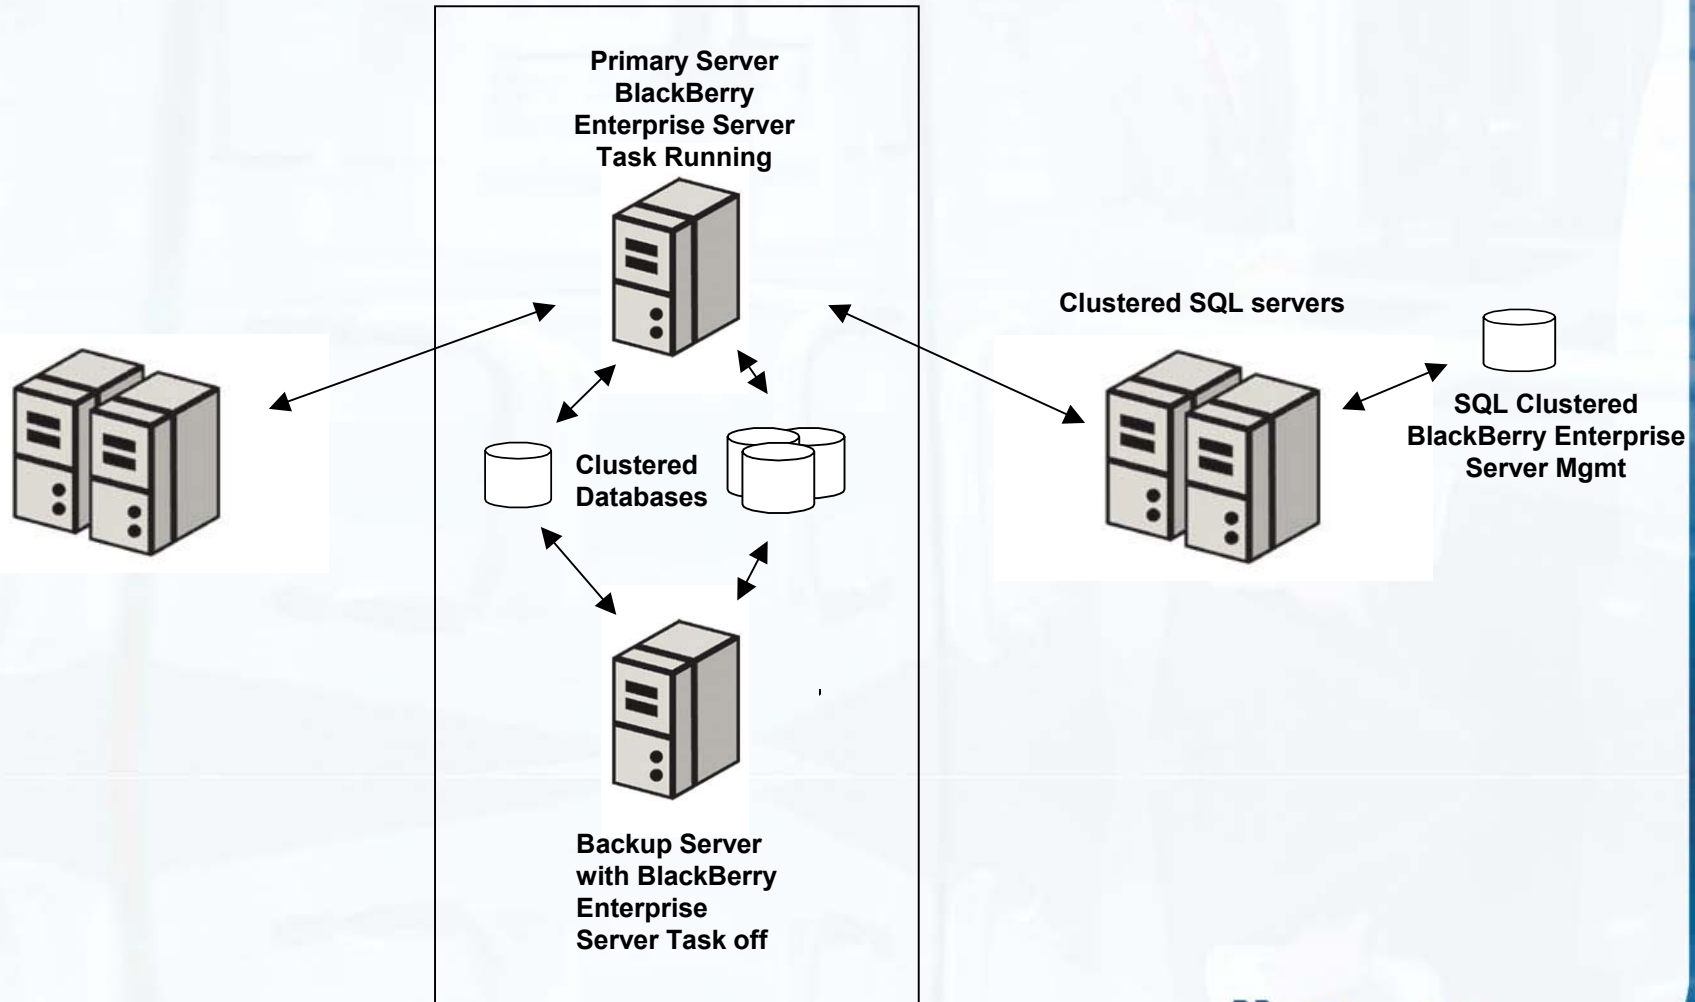 Primary Server
BlackBerry
Enterprise Server
Task Running
Clustered SQL servers
SQL Clustered
BlackBerry Enterprise
Server Mgmt
Clustered
Databases
Backup Server
with BlackBerry
Enterprise
Server Task off